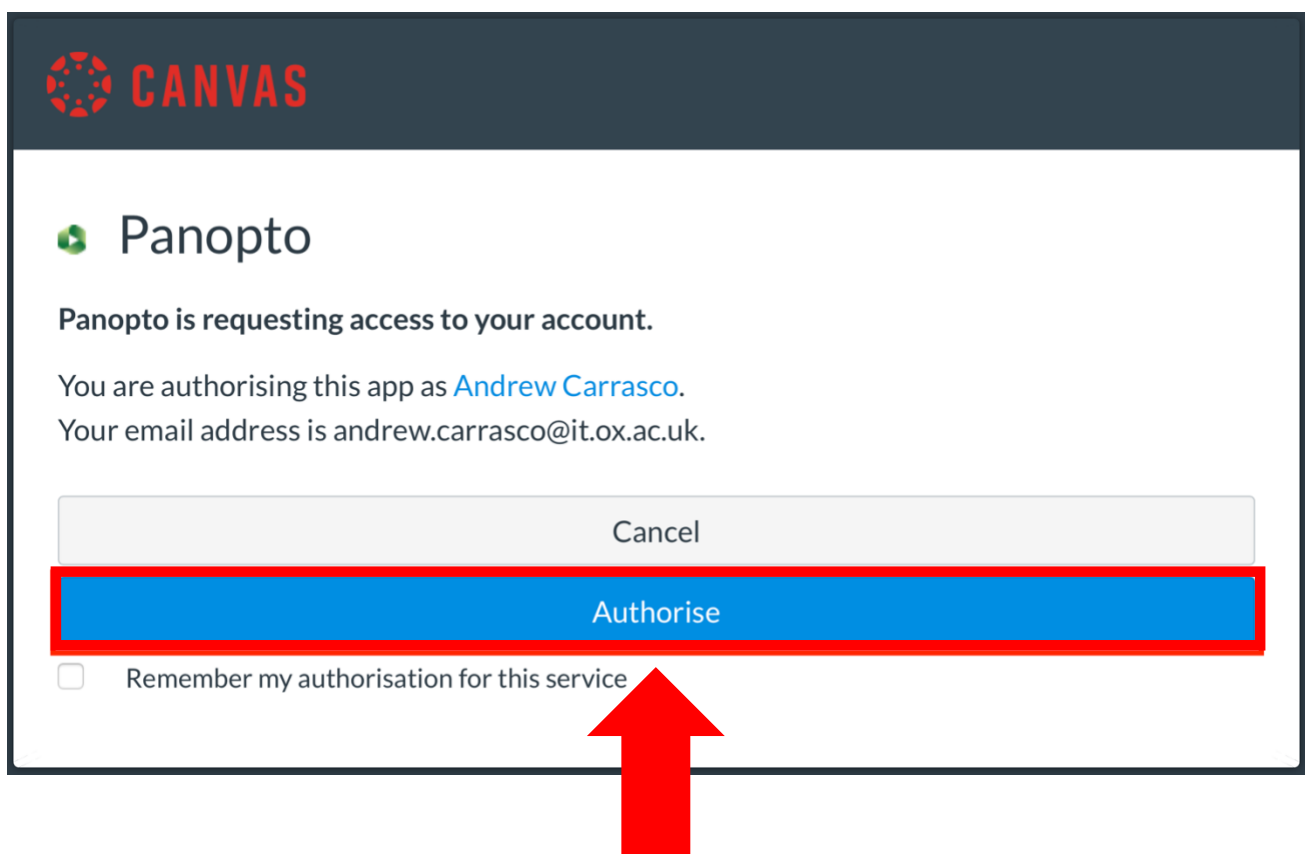 CANVAS
Panopto
Panopto is requesting access to your account.
You are authorising this app as Andrew Carrasco.
Your email address is andrew.carrasco@it.ox.ac.uk.
Cancel
Authorise
Remember my authorisation for this service